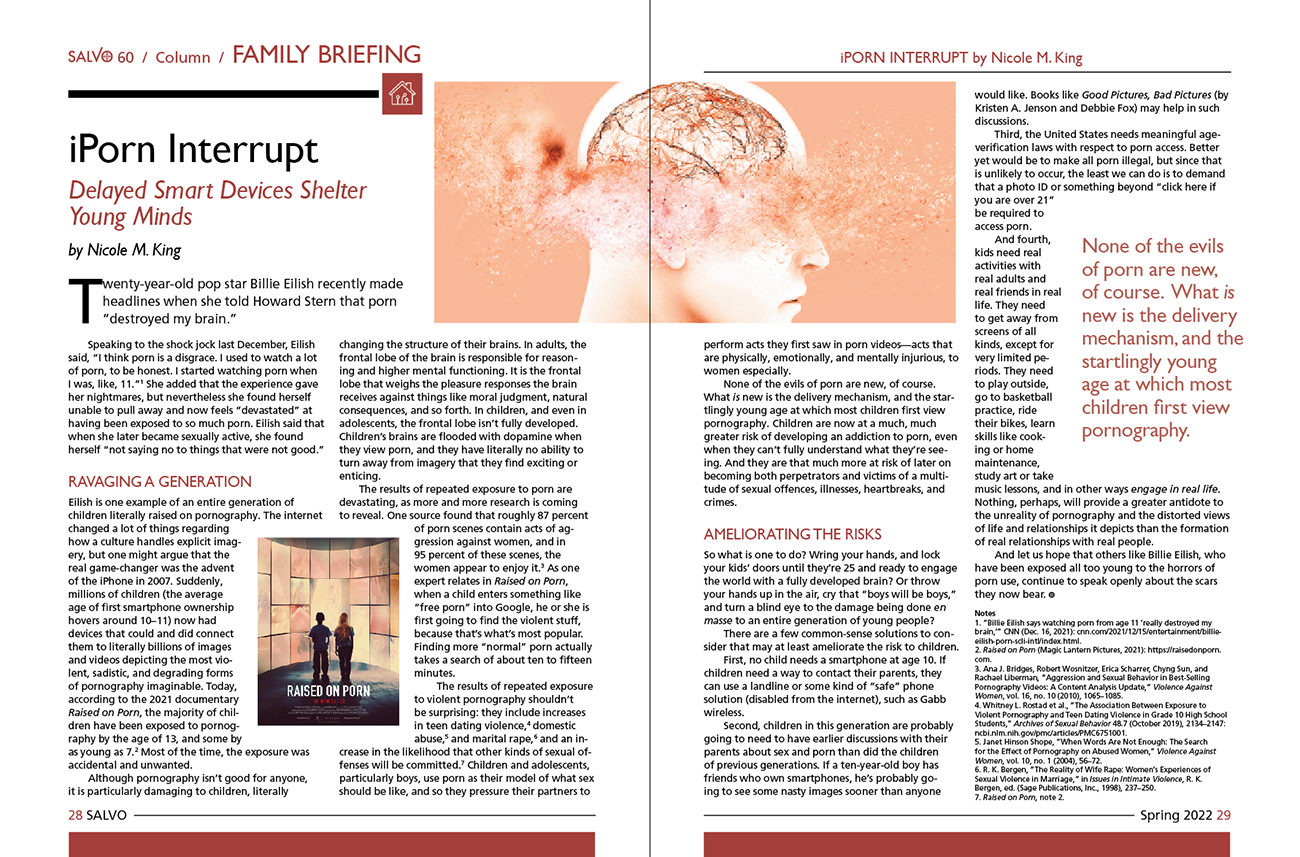 SALVO 60 / Column / FAMILY BRIEFING
iPorn Interrupt
Delayed Smart Devices Shelter
Young Minds
by Nicole M. King
Twenty-year-old pop star Billie Eilish recently made
headlines when she told Howard Stern that porn
“destroyed my brain.”
Speaking to the shock jock last December, Eilish
said, “I think porn is a disgrace. I used to watch a lot
of porn, to be honest. I started watching porn when
I was, like, 11.”1 She added that the experience gave
her nightmares, but nevertheless she found herself
unable to pull away and now feels “devastated” at
having been exposed to so much porn. Eilish said that
when she later became sexually active, she found
herself “not saying no to things that were not good.”
RAVAGING A GENERATION
Eilish is one example of an entire generation of
children literally raised on pornography. The internet
changed a lot of things regarding
how a culture handles explicit imag-
ery, but one might argue that the
real game-changer was the advent
of the iPhone in 2007. Suddenly,
millions of children (the average
age of first smartphone ownership
hovers around 10–11) now had
devices that could and did connect
them to literally billions of images
and videos depicting the most vio-
lent, sadistic, and degrading forms
of pornography imaginable. Today,
according to the 2021 documentary
Raised on Porn, the majority of chil-
dren have been exposed to pornog-
raphy by the age of 13, and some by
as young as 7.2 Most of the time, the exposure was
accidental and unwanted.
Although pornography isn’t good for anyone,
it is particularly damaging to children, literally
changing the structure of their brains. In adults, the
frontal lobe of the brain is responsible for reason-
ing and higher mental functioning. It is the frontal
lobe that weighs the pleasure responses the brain
receives against things like moral judgment, natural
consequences, and so forth. In children, and even in
adolescents, the frontal lobe isn’t fully developed.
Children’s brains are flooded with dopamine when
they view porn, and they have literally no ability to
turn away from imagery that they find exciting or
enticing.
The results of repeated exposure to porn are
devastating, as more and more research is coming
to reveal. One source found that roughly 87 percent
of porn scenes contain acts of ag-
gression against women, and in
95 percent of these scenes, the
women appear to enjoy it.3 As one
expert relates in Raised on Porn,
when a child enters something like
“free porn” into Google, he or she is
first going to find the violent stuff,
because that’s what’s most popular.
Finding more “normal” porn actually
takes a search of about ten to fifteen
minutes.
The results of repeated exposure
to violent pornography shouldn’t
be surprising: they include increases
in teen dating violence,4 domestic
abuse,5 and marital rape,6 and an in-
crease in the likelihood that other kinds of sexual of-
fenses will be committed.7 Children and adolescents,
particularly boys, use porn as their model of what sex
should be like, and so they pressure their partners to
RAISED ON PORN
28 SALVO
iPORN INTERRUPT by Nicole M. King
perform acts they first saw in porn videos—acts that
are physically, emotionally, and mentally injurious, to
women especially.
None of the evils of porn are new, of course.
What is new is the delivery mechanism, and the star-
tlingly young age at which most children first view
pornography. Children are now at a much, much
greater risk of developing an addiction to porn, even
when they can’t fully understand what they’re see-
ing. And they are that much more at risk of later on
becoming both perpetrators and victims of a multi-
tude of sexual offences, illnesses, heartbreaks, and
crimes.
AMELIORATING THE RISKS
So what is one to do? Wring your hands, and lock
your kids’ doors until they’re 25 and ready to engage
the world with a fully developed brain? Or throw
your hands up in the air, cry that “boys will be boys,”
and turn a blind eye to the damage being done en
masse to an entire generation of young people?
There are a few common-sense solutions to con-
sider that may at least ameliorate the risk to children.
First, no child needs a smartphone at age 10. If
children need a way to contact their parents, they
can use a landline or some kind of “safe” phone
solution (disabled from the internet), such as Gabb
wireless.
Second, children in this generation are probably
going to need to have earlier discussions with their
parents about sex and porn than did the children
of previous generations. If a ten-year-old boy has
friends who own smartphones, he’s probably go-
ing to see some nasty images sooner than anyone
would like. Books like Good Pictures, Bad Pictures (by
Kristen A. Jenson and Debbie Fox) may help in such
discussions.
Third, the United States needs meaningful age-
verification laws with respect to porn access. Better
yet would be to make all porn illegal, but since that
is unlikely to occur, the least we can do is to demand
that a photo ID or something beyond “click here if
you are over 21”
be required to
access porn.
And fourth,
kids need real
activities with
real adults and
real friends in real
life. They need
to get away from
screens of all
kinds, except for
very limited pe-
riods. They need
to play outside,
go to basketball
practice, ride
their bikes, learn
skills like cook-
ing or home
maintenance,
study art or take
music lessons, and in other ways engage in real life.
Nothing, perhaps, will provide a greater antidote to
the unreality of pornography and the distorted views
of life and relationships it depicts than the formation
of real relationships with real people.
And let us hope that others like Billie Eilish, who
have been exposed all too young to the horrors of
porn use, continue to speak openly about the scars
they now bear.
None of the evils
of porn are new,
of course. What is
new is the delivery
mechanism, and the
startlingly young
age at which most
children first view
pornography.
Notes
1. “Billie Eilish says watching porn from age 11 ‘really destroyed my
brain,’” CNN (Dec. 16, 2021): cnn.com/2021/12/15/entertainment/billie-
eilish-porn-scli-intl/index.html.
2. Raised on Porn (Magic Lantern Pictures, 2021): https://raisedonporn.
com.
3. Ana J. Bridges, Robert Wosnitzer, Erica Scharrer, Chyng Sun, and
Rachael Liberman, “Aggression and Sexual Behavior in Best-Selling
Pornography Videos: A Content Analysis Update,” Violence Against
Women, vol. 16, no. 10 (2010), 1065–1085.
4. Whitney L. Rostad et al., “The Association Between Exposure to
Violent Pornography and Teen Dating Violence in Grade 10 High School
Students,” Archives of Sexual Behavior 48.7 (October 2019), 2134–2147:
ncbi.nlm.nih.gov/pmc/articles/PMC6751001.
5. Janet Hinson Shope, “When Words Are Not Enough: The Search
for the Effect of Pornography on Abused Women,” Violence Against
Women, vol. 10, no. 1 (2004), 56–72.
6. R. K. Bergen, “The Reality of Wife Rape: Women’s Experiences of
Sexual Violence in Marriage,” in Issues in Intimate Violence, R. K.
Bergen, ed. (Sage Publications, Inc., 1998), 237–250.
7. Raised on Porn, note 2.
Spring 2022 29